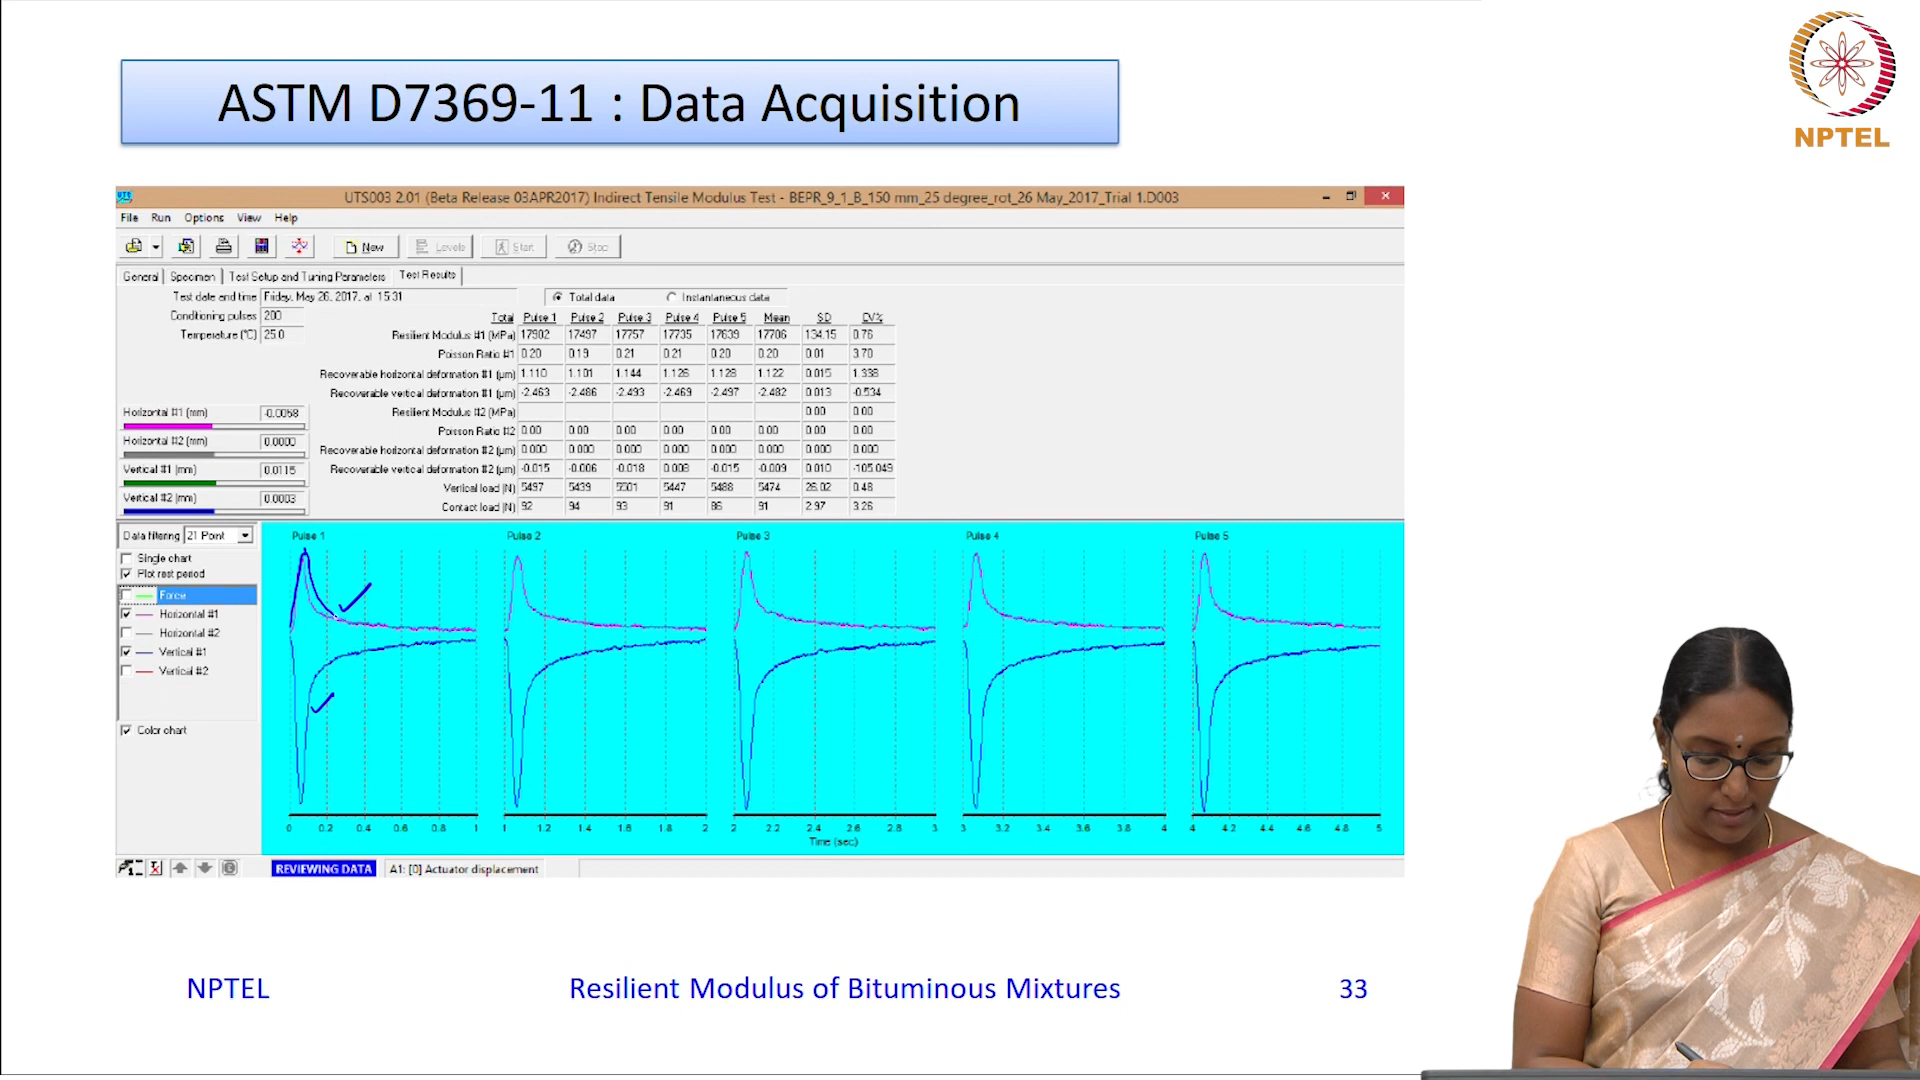 ASTM D7369-11 : Data Acquisition
NPTEL
UTS003 2.01 (Beta Release 03APR2017) Indirect Tensile Modulus Test - BEPR_9_1_B_150 mm_25 degree_rot_26 May_2017_Trial 1.D003
File Run Options View Help
New Levels Start Stop
General Specimen Test Setup and Tuning Parameters Test Results
Test date and time Friday, May 26, 2017, at 15:31 Total data Instantaneous data
Conditioning pulses 200
Temperature (°C) 25.0
Total Pulse 1 Pulse 2 Pulse 3 Pulse 4 Pulse 5 Mean SD CV%
Resilient Modulus #1 (MPa) 17902 17497 17757 17735 17639 17706 134.15 0.76
Poisson Ratio #1 0.20 0.19 0.21 0.21 0.20 0.20 0.01 3.70
Recoverable horizontal deformation #1 (µm) 1.110 1.101 1.144 1.126 1.128 1.122 0.015 1.338
Recoverable vertical deformation #1 (µm) -2.463 -2.486 -2.493 -2.469 -2.497 -2.482 0.013 -0.534
Resilient Modulus #2 (MPa) 0.00 0.00
Poisson Ratio #2 0.00 0.00 0.00 0.00 0.00 0.00 0.00 0.00
Recoverable horizontal deformation #2 (µm) 0.000 0.000 0.000 0.000 0.000 0.000 0.000 0.000
Recoverable vertical deformation #2 (µm) -0.015 -0.006 -0.018 0.008 -0.015 -0.009 0.010 -105.049
Vertical load (N) 5497 5439 5501 5447 5488 5474 26.02 0.48
Contact load (N) 92 94 93 91 86 91 2.97 3.26
Horizontal #1 (mm) -0.0058
Horizontal #2 (mm) 0.0000
Vertical #1 (mm) 0.0115
Vertical #2 (mm) 0.0003
Data filtering 21 Point
Single chart
Plot rest period
Force
Horizontal #1
Horizontal #2
Vertical #1
Vertical #2
Color chart
Pulse 1 Pulse 2 Pulse 3 Pulse 4 Pulse 5
0 0.2 0.4 0.6 0.8 1 1 1.2 1.4 1.6 1.8 2 2 2.2 2.4 2.6 2.8 3 3 3.2 3.4 3.6 3.8 4 4 4.2 4.4 4.6 4.8 5
Time (sec)
REVIEWING DATA A1: [0] Actuator displacement
NPTEL Resilient Modulus of Bituminous Mixtures 33